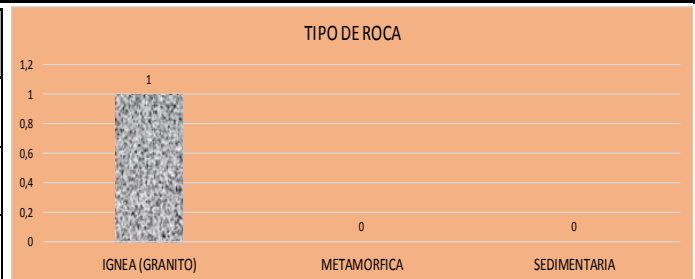 TIPO DE ROCA
1,2
1
0,8
0,6
0,4
0,2
0
1
0
0
IGNEA (GRANITO)
METAMORFICA
SEDIMENTARIA